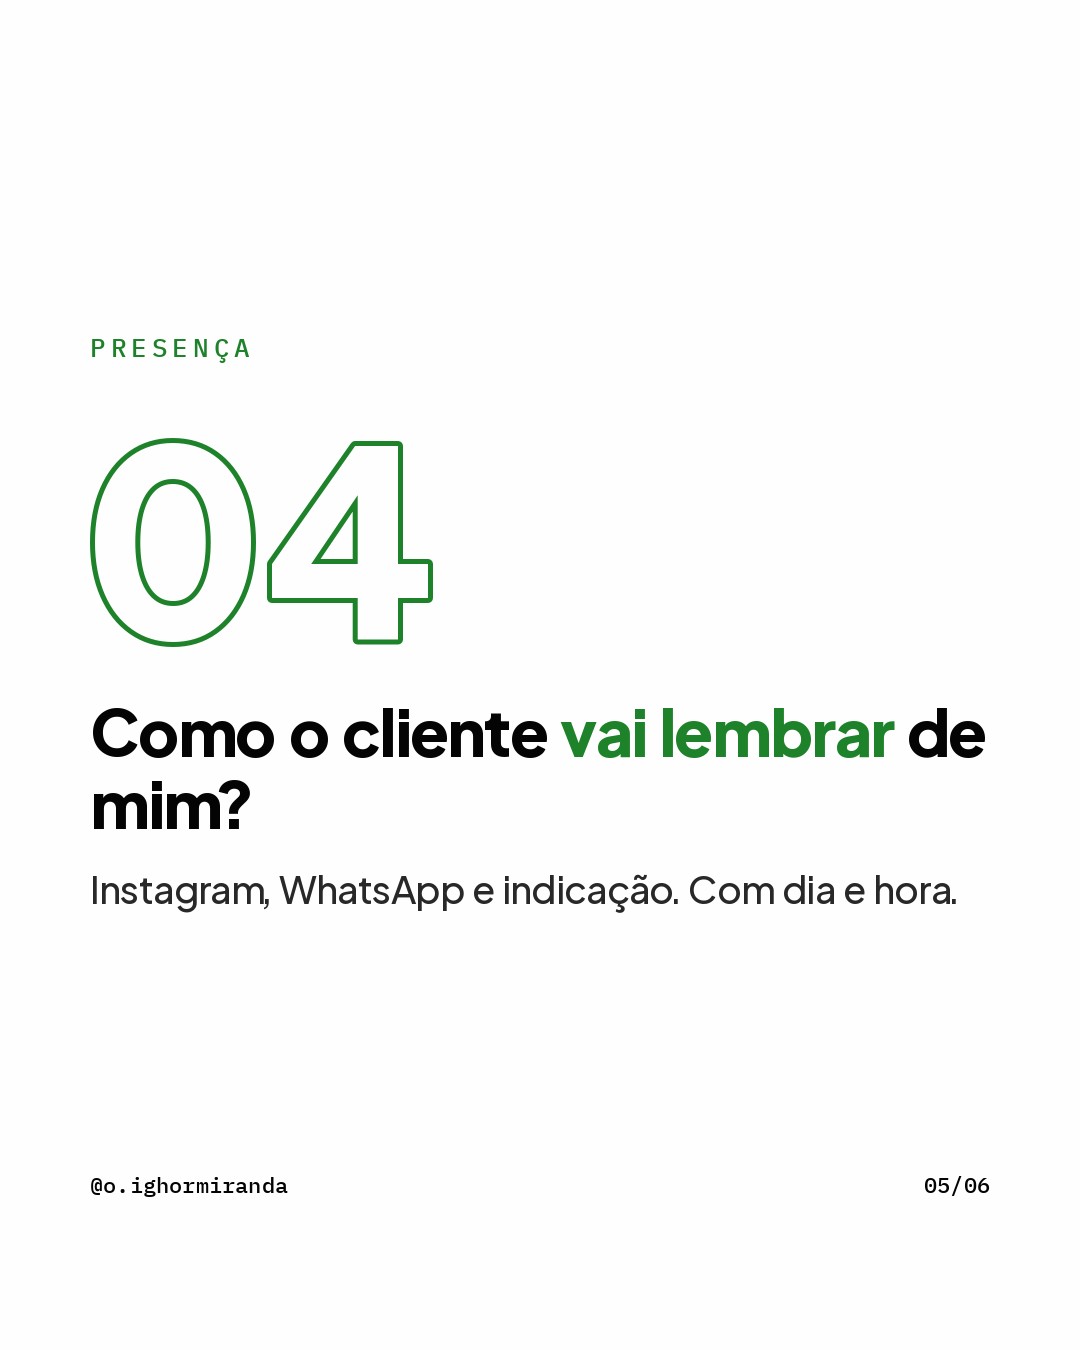 PRESENÇA
04
Como o cliente vai lembrar de
mim?
Instagram, WhatsApp e indicação. Com dia e hora.
@o.ighormiranda
05/06